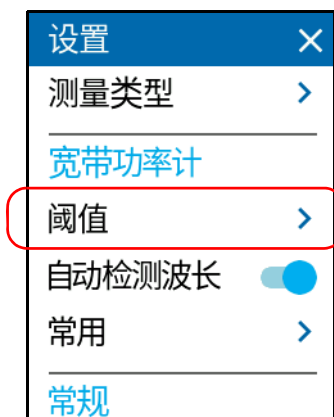 设置
测量类型
宽带功率计
阈值
自动检测波长
常用
常规